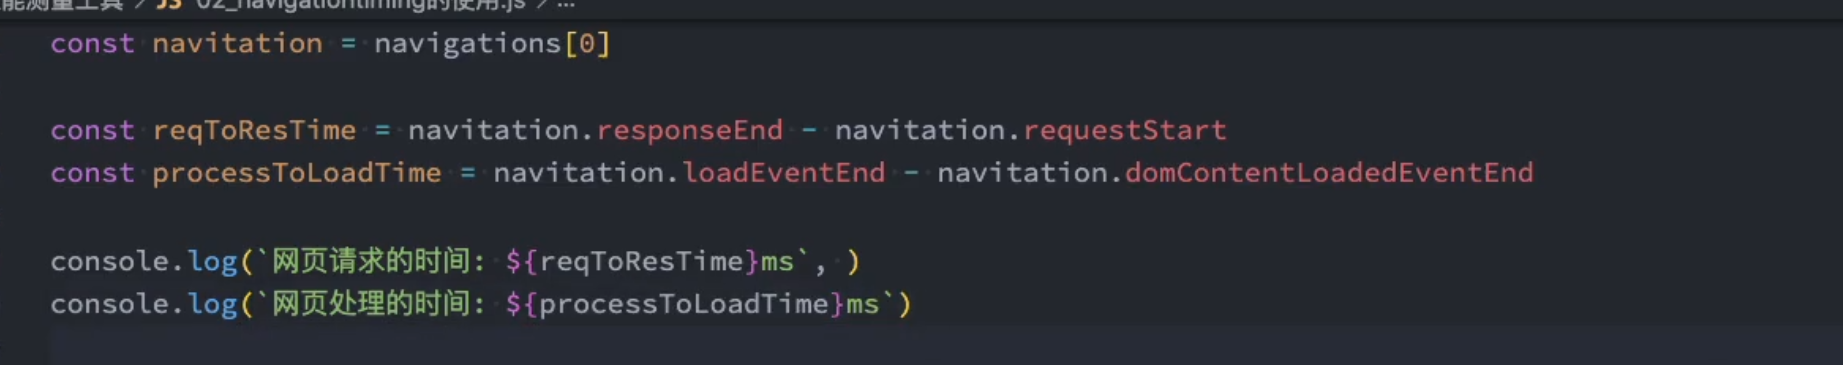 能测量工具 > JS 02_navigationtiming的使用.js > ...
const navitation = navigations[0]
const reqToResTime = navitation.responseEnd - navitation.requestStart
const processToLoadTime = navitation.loadEventEnd - navitation.domContentLoadedEventEnd
console.log(`网页请求的时间: ${reqToResTime}ms`, )
console.log(`网页处理的时间: ${processToLoadTime}ms`)